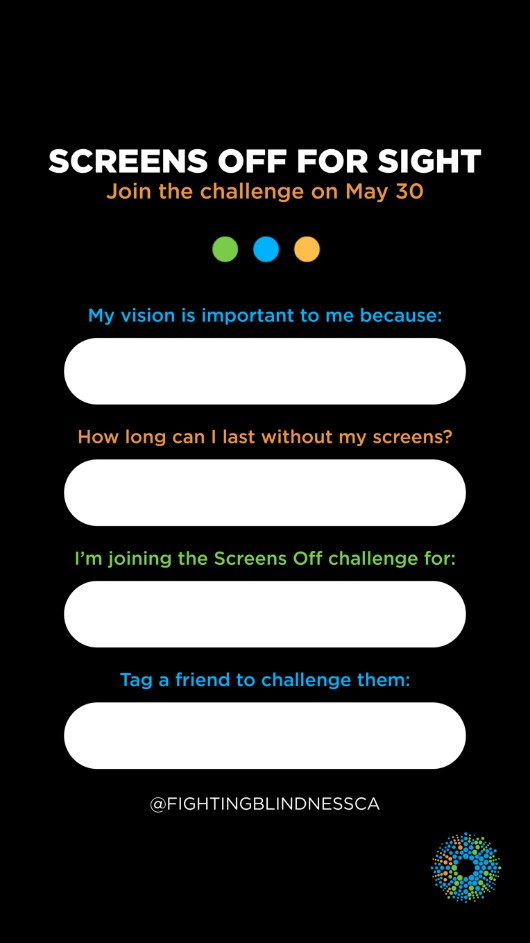 SCREENS OFF FOR SIGHT
Join the challenge on May 30
My vision is important to me because:
How long can I last without my screens?
I’m joining the Screens Off challenge for:
Tag a friend to challenge them:
@FIGHTINGBLINDNESSCA